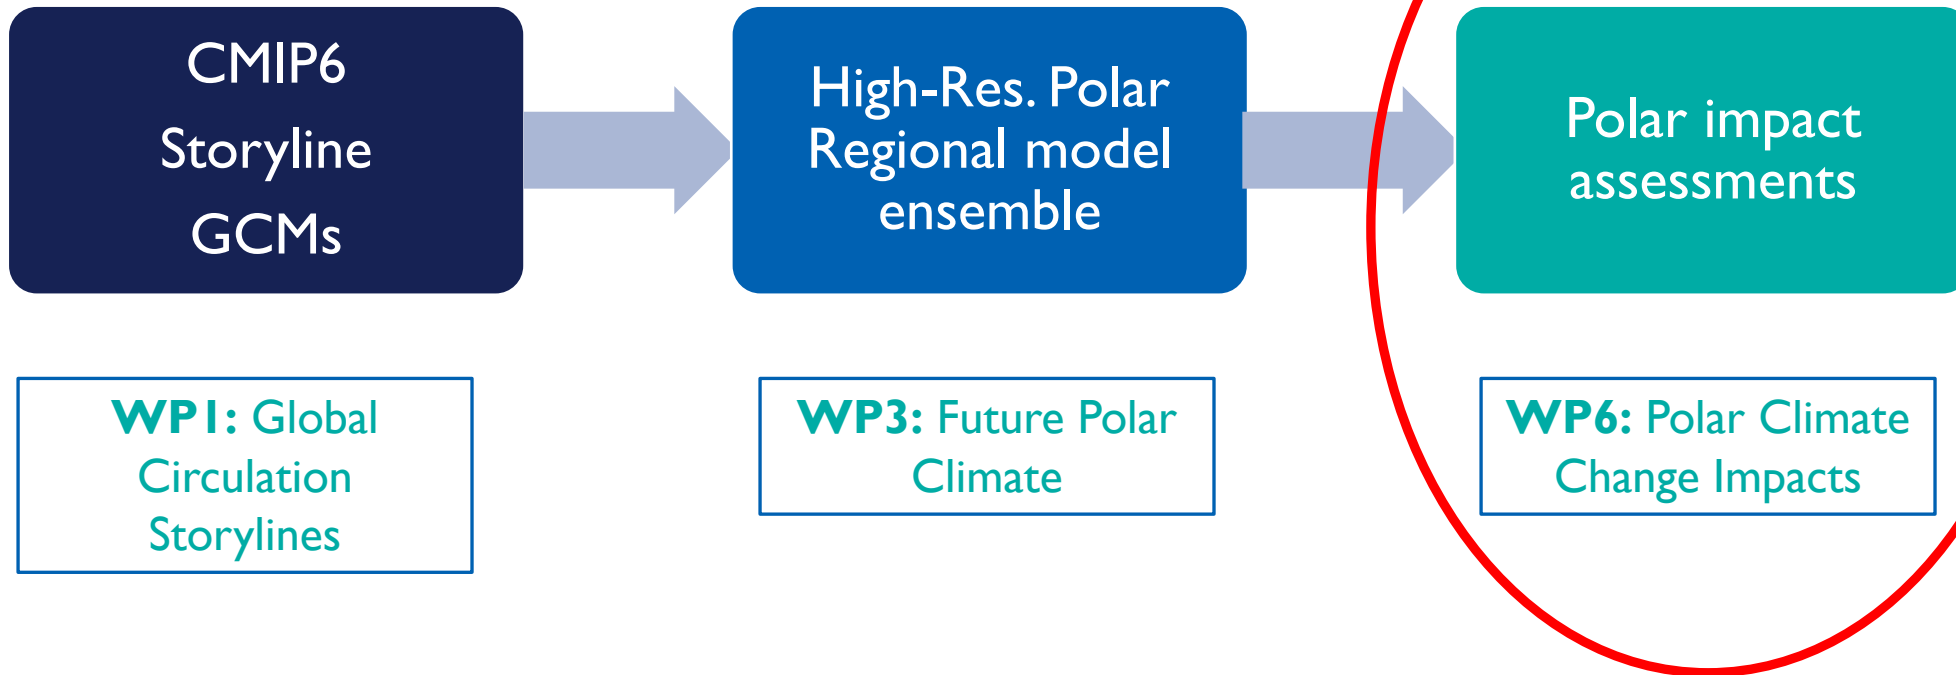 CMIP6
Storyline
GCMs
High-Res. Polar
Regional model
ensemble
Polar impact
assessments
WP1: Global
Circulation
Storylines
WP3: Future Polar
Climate
WP6: Polar Climate
Change Impacts